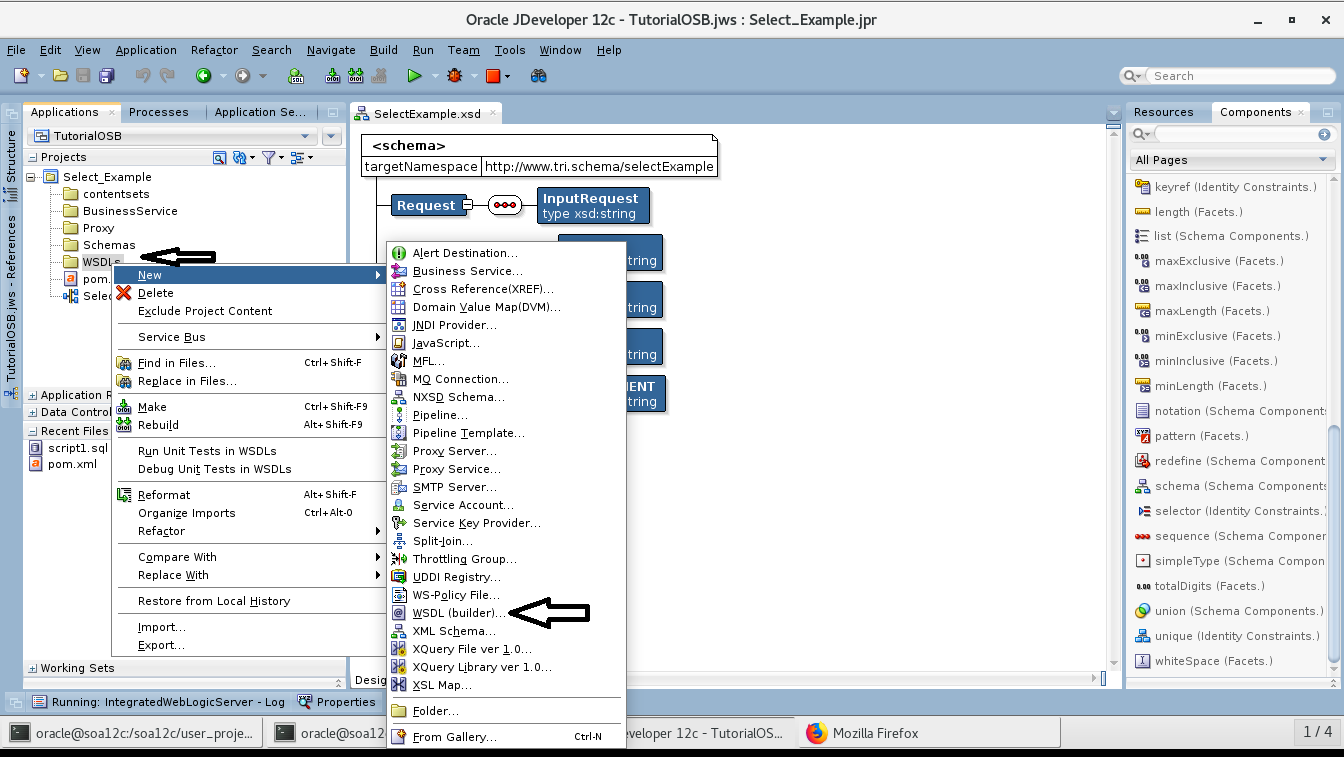 Oracle JDeveloper 12c - TutorialOSB.jws : Select_Example.jpr
File Edit View Application Refactor Search Navigate Build Run Team Tools Window Help
Search
Structure
TutorialOSB.jws - References
Applications
Processes
Application Se...
TutorialOSB
Projects
Select_Example
contentsets
BusinessService
Proxy
Schemas
WSDLs
pom.
Selec
Application R
Data Control
Recent Files
script1.sql
pom.xml
Working Sets
SelectExample.xsd
<schema>
targetNamespace http://www.tri.schema/selectExample
Request
InputRequest
type xsd:string
tring
tring
tring
MENT
tring
Desig
New
Delete
Exclude Project Content
Service Bus
Find in Files... Ctrl+Shift-F
Replace in Files...
Make Ctrl+Shift-F9
Rebuild Alt+Shift-F9
Run Unit Tests in WSDLs
Debug Unit Tests in WSDLs
Reformat Alt+Shift-F
Organize Imports Ctrl+Alt-O
Refactor
Compare With
Replace With
Restore from Local History
Import...
Export...
Alert Destination...
Business Service...
Cross Reference(XREF)...
Domain Value Map(DVM)...
JNDI Provider...
JavaScript...
MFL...
MQ Connection...
NXSD Schema...
Pipeline...
Pipeline Template...
Proxy Server...
Proxy Service...
SMTP Server...
Service Account...
Service Key Provider...
Split-Join...
Throttling Group...
UDDI Registry...
WS-Policy File...
WSDL (builder)...
XML Schema...
XQuery File ver 1.0...
XQuery Library ver 1.0...
XSL Map...
Folder...
From Gallery... Ctrl-N
Resources
Components
All Pages
keyref (Identity Constraints.)
length (Facets.)
list (Schema Components.)
maxExclusive (Facets.)
maxInclusive (Facets.)
maxLength (Facets.)
minExclusive (Facets.)
minInclusive (Facets.)
minLength (Facets.)
notation (Schema Component
pattern (Facets.)
redefine (Schema Component
schema (Schema Components
selector (Identity Constraints.
sequence (Schema Componer
simpleType (Schema Compon
totalDigits (Facets.)
union (Schema Components.)
unique (Identity Constraints.)
whiteSpace (Facets.)
Running: IntegratedWebLogicServer - Log
Properties
oracle@soa12c:/soa12c/user_proje...
oracle@soa12
eveloper 12c - TutorialOS...
Mozilla Firefox
1 / 4